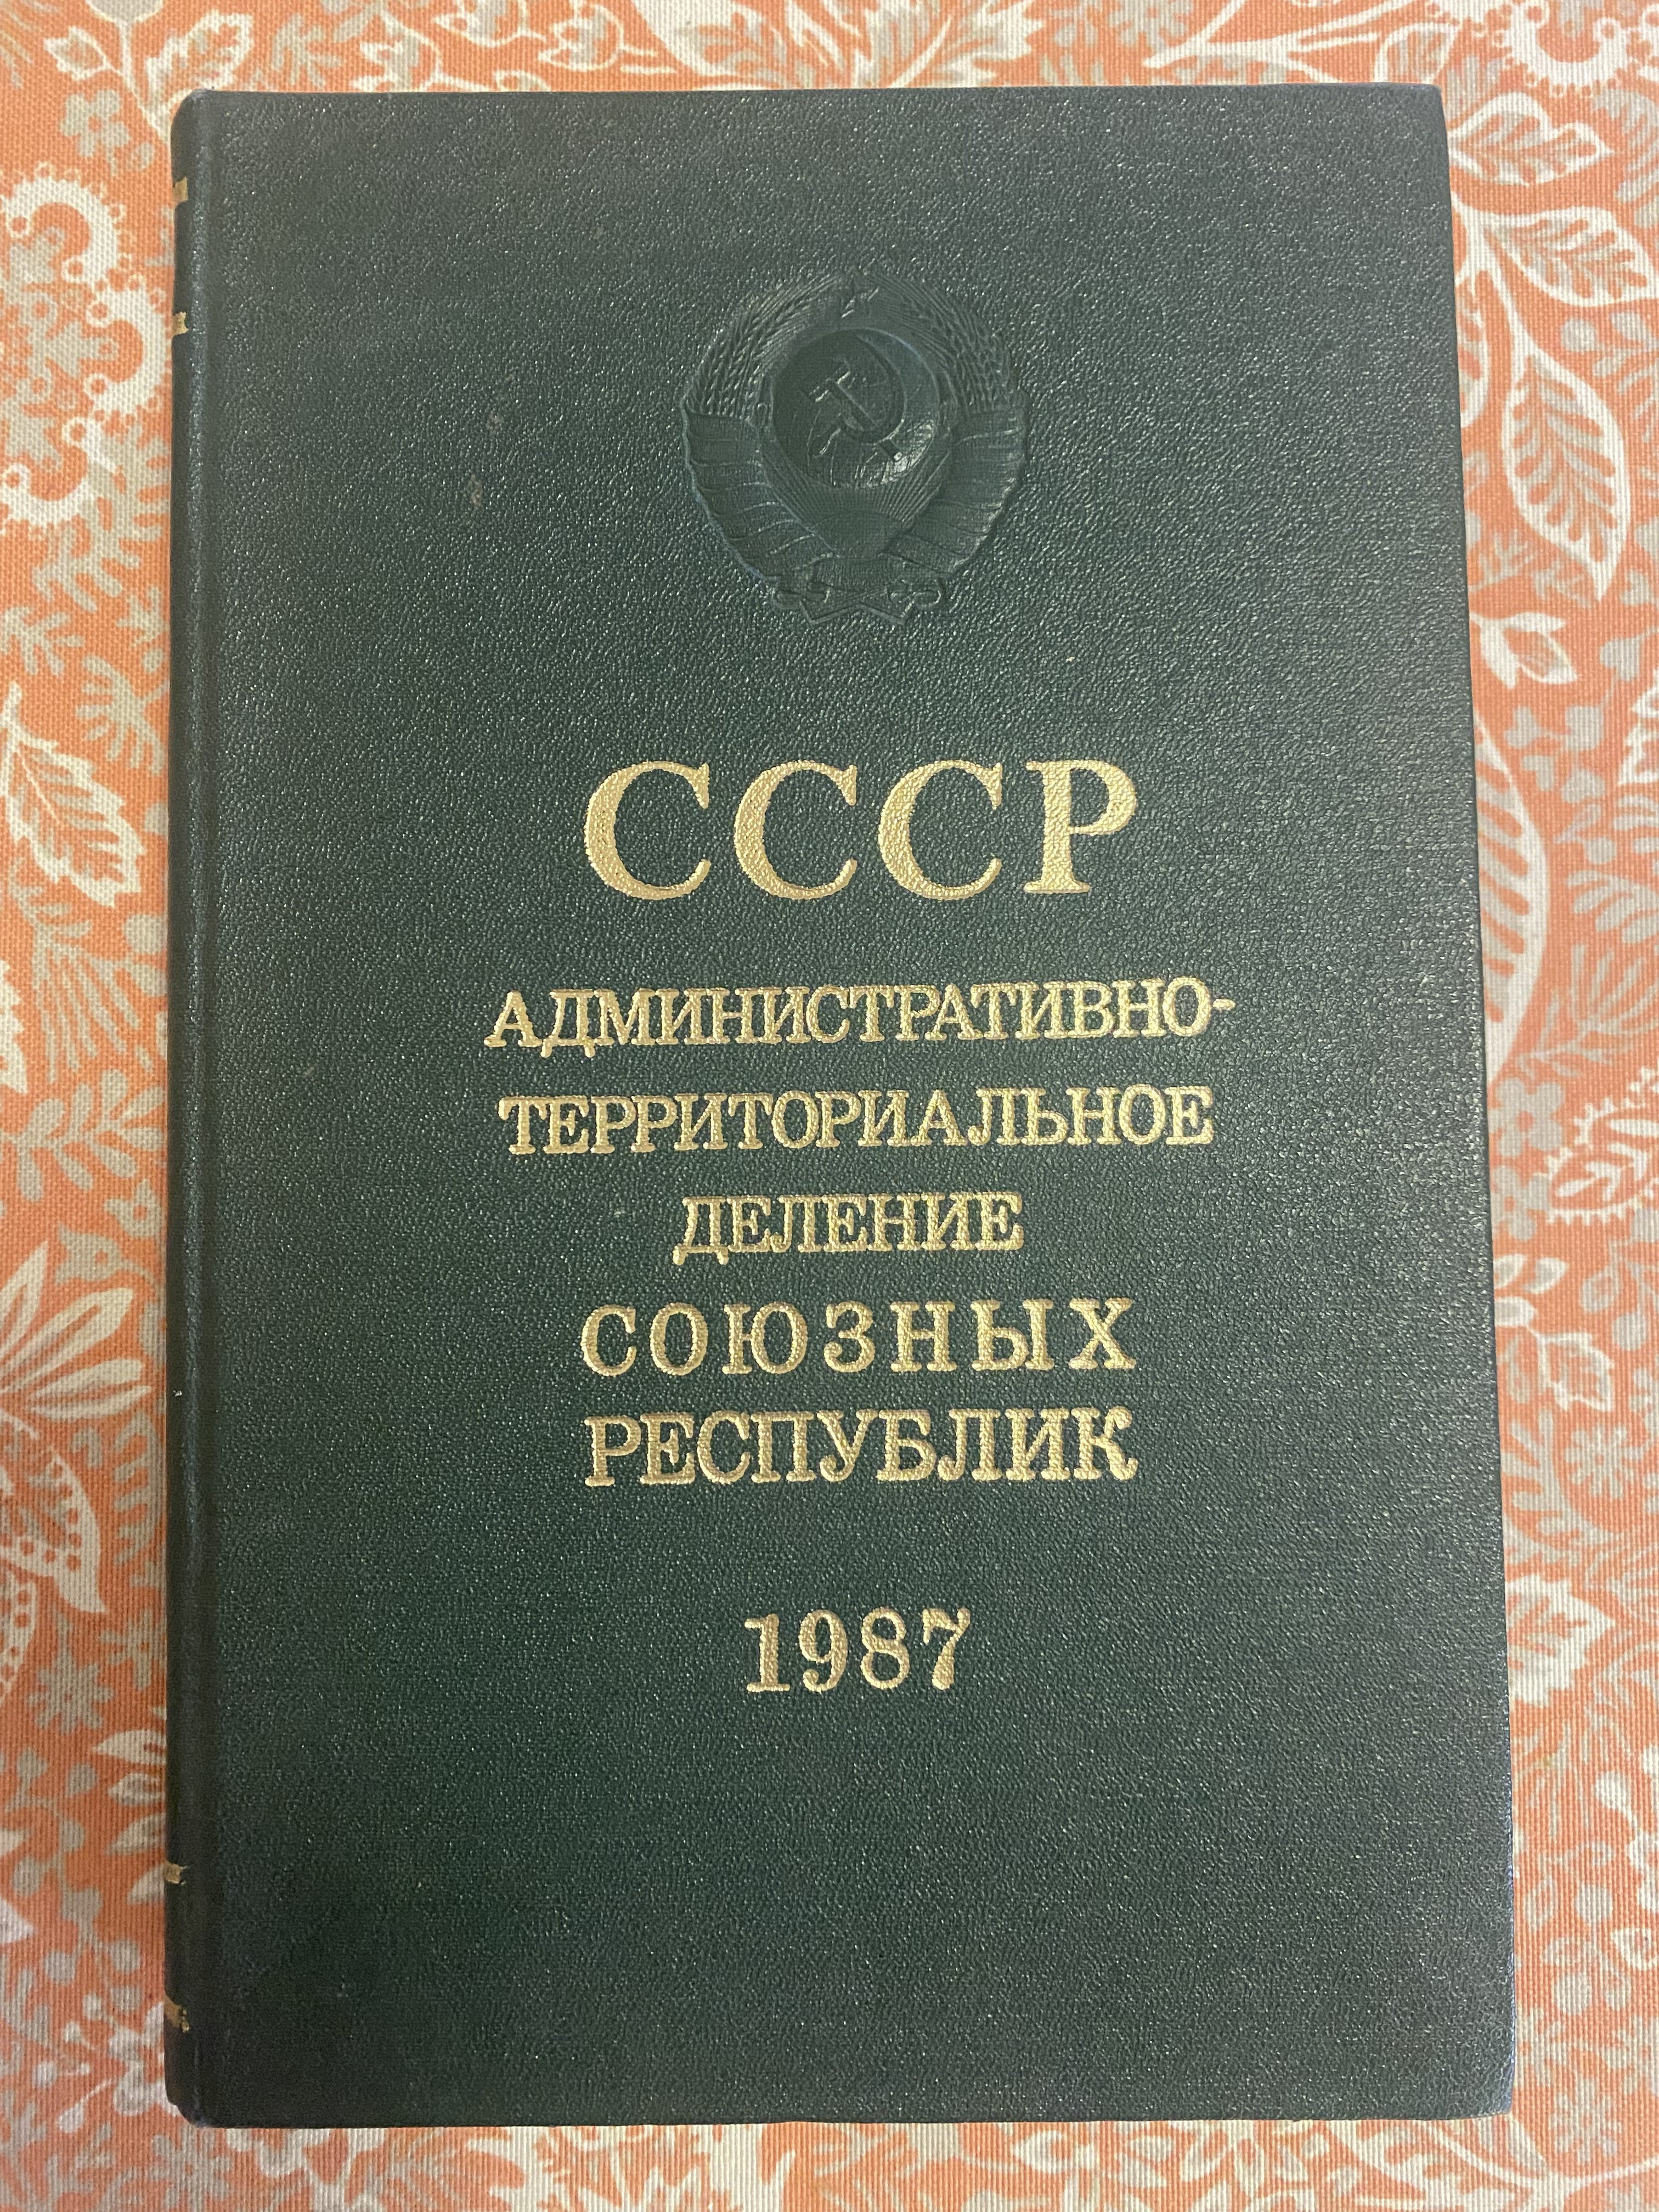 СССР
АДМИНИСТРАТИВНО-
ТЕРРИТОРИАЛЬНОЕ
ДЕЛЕНИЕ
СОЮЗНЫХ
РЕСПУБЛИК
1987